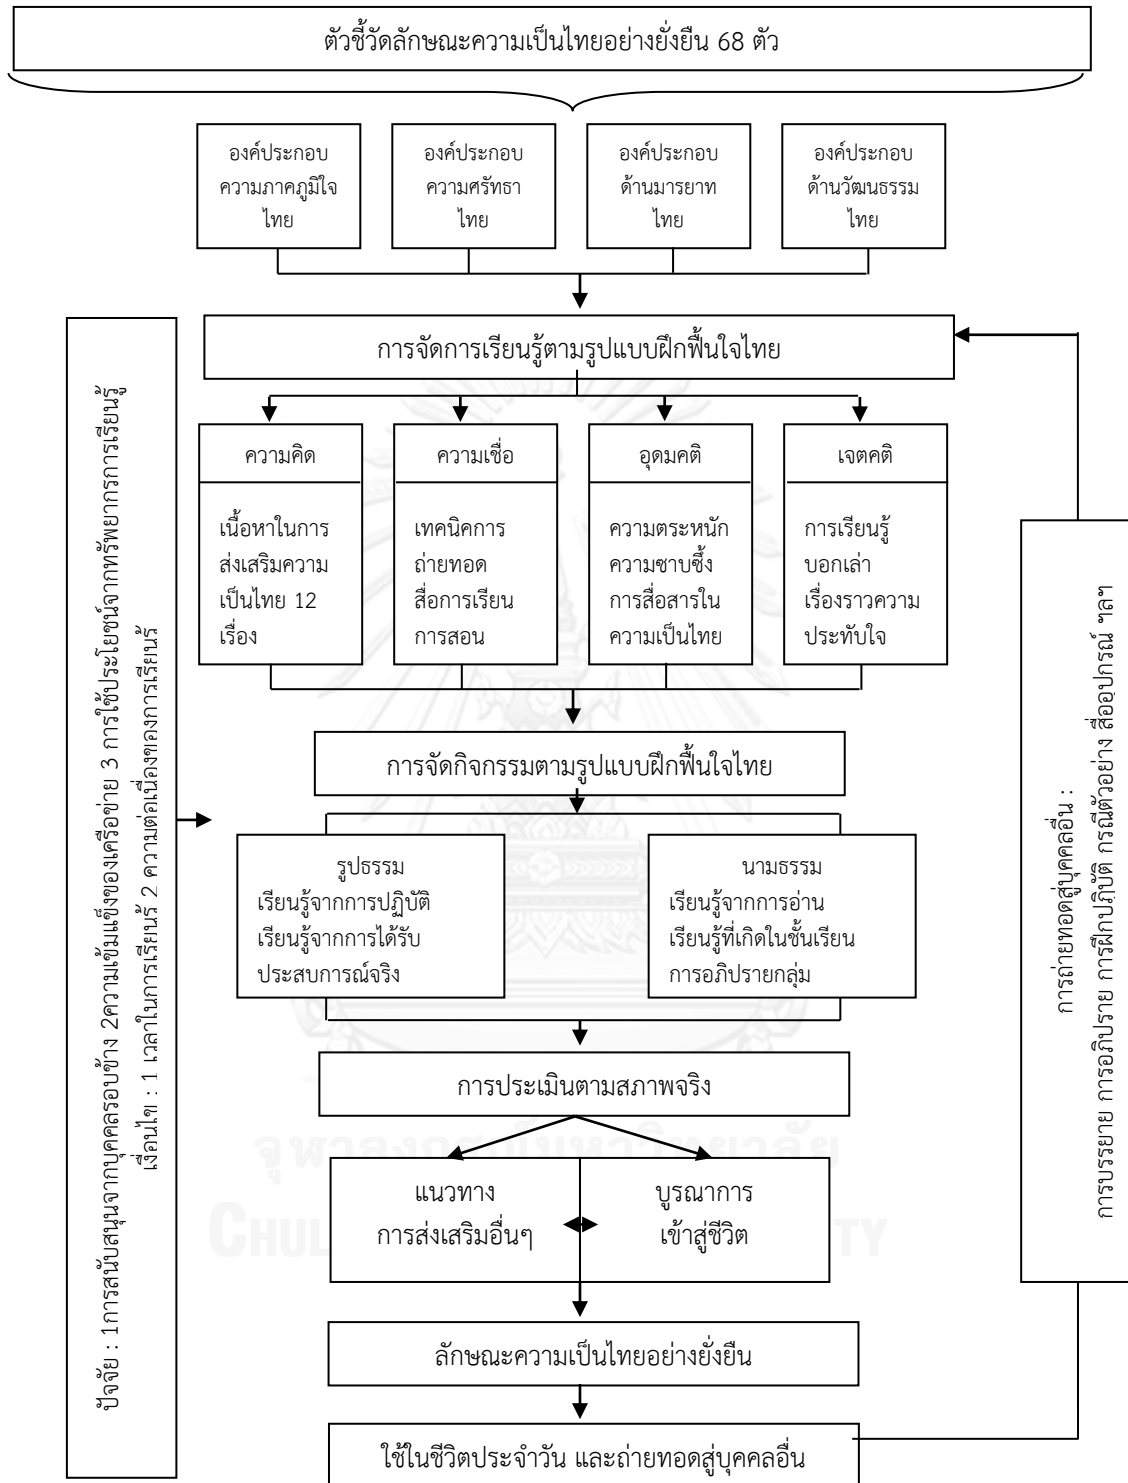 ตัวชี้วัดลักษณะความเป็นไทยอย่างยั่งยืน 68 ตัว
องค์ประกอบ
ความภาคภูมิใจ
ไทย
องค์ประกอบ
ความศรัทธา
ไทย
องค์ประกอบ
ด้านมารยาท
ไทย
องค์ประกอบ
ด้านวัฒนธรรม
ไทย
การจัดการเรียนรู้ตามรูปแบบฝึกฟื้นใจไทย
ความคิด
เนื้อหาในการ
ส่งเสริมความ
เป็นไทย 12
เรื่อง
ความเชื่อ
เทคนิคการ
ถ่ายทอด
สื่อการเรียน
การสอน
อุดมคติ
ความตระหนัก
ความซาบซึ้ง
การสื่อสารใน
ความเป็นไทย
เจตคติ
การเรียนรู้
บอกเล่า
เรื่องราวความ
ประทับใจ
การจัดกิจกรรมตามรูปแบบฝึกฟื้นใจไทย
รูปธรรม
เรียนรู้จากการปฏิบัติ
เรียนรู้จากการได้รับ
ประสบการณ์จริง
นามธรรม
เรียนรู้จากการอ่าน
เรียนรู้ที่เกิดในชั้นเรียน
การอภิปรายกลุ่ม
การประเมินตามสภาพจริง
แนวทาง
การส่งเสริมอื่นๆ
บูรณาการ
เข้าสู่ชีวิต
ลักษณะความเป็นไทยอย่างยั่งยืน
ใช้ในชีวิตประจำวัน และถ่ายทอดสู่บุคคลอื่น
ปัจจัย : 1การสนับสนุนจากบุคคลรอบข้าง 2ความเข้มแข็งของเครือข่าย 3 การใช้ประโยชน์จากทรัพยากรการเรียนรู้
เงื่อนไข : 1 เวลาในการเรียนรู้ 2 ความต่อเนื่องของการเรียนรู้
การถ่ายทอดสู่บุคคลอื่น :
การบรรยาย การอภิปราย การฝึกปฏิบัติ กรณีตัวอย่าง สื่ออุปกรณ์ ฯลฯ
จุฬาลงกรณ์มหาวิทยาลัย